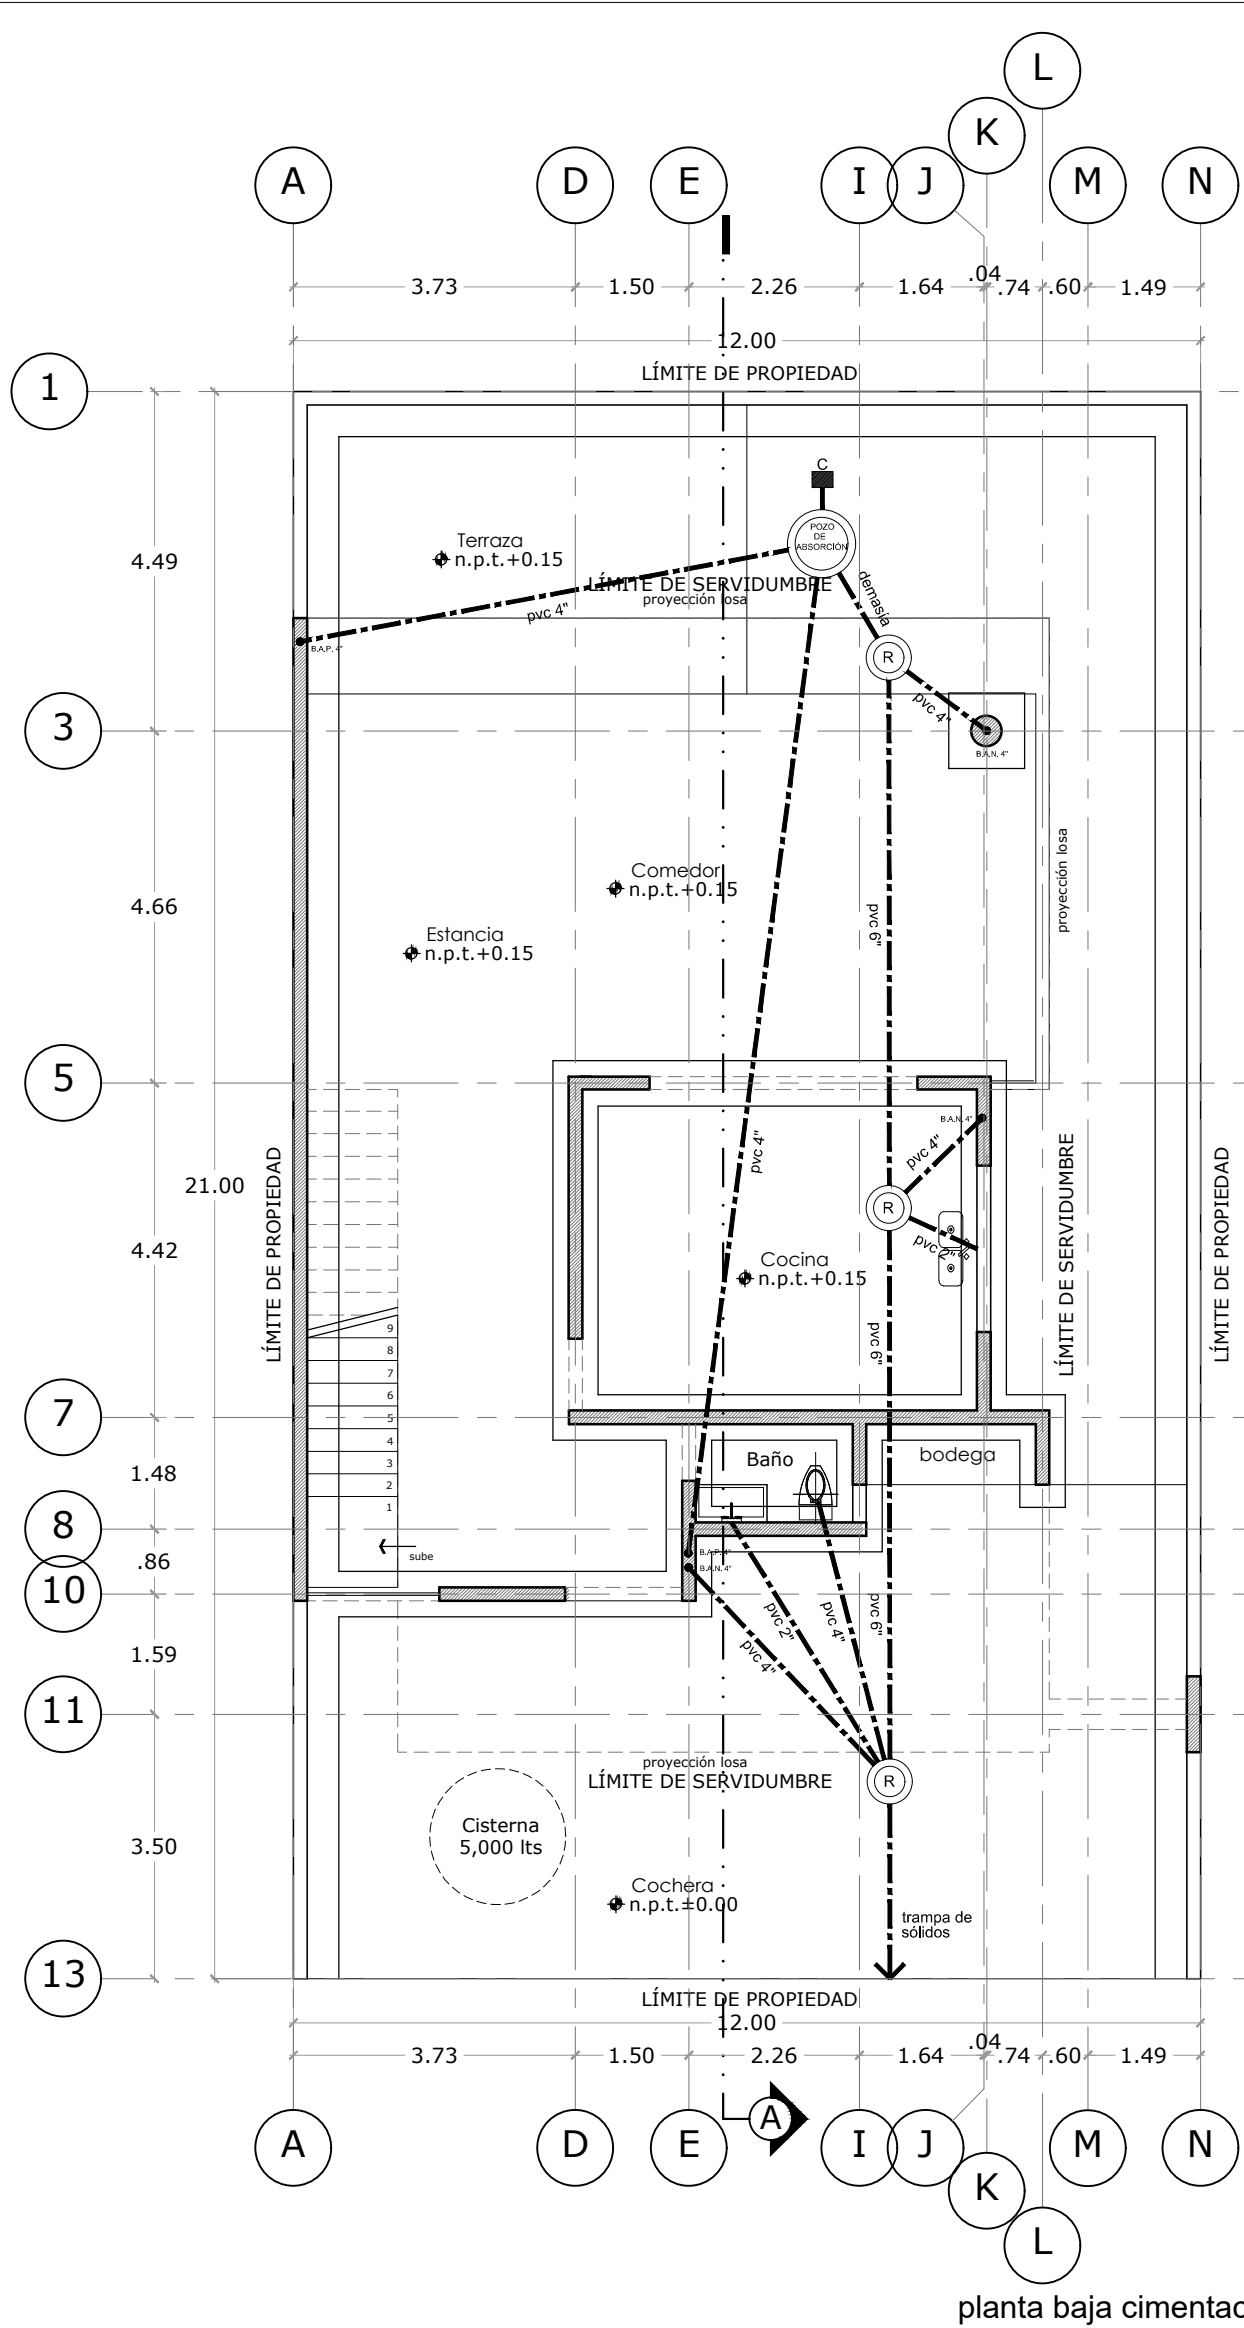 L
K
A
D
E
I
J
M
N
3.73
1.50
2.26
1.64
.04
.74
.60
1.49
12.00
LÍMITE DE PROPIEDAD
1
C
POZO
DE
ABSORCIÓN
Terraza
n.p.t.+0.15
4.49
LÍMITE DE SERVIDUMBRE
proyección losa
demasía
pvc 4"
B.A.P. 4"
R
pvc 4"
3
B.A.N. 4"
proyección losa
Comedor
n.p.t.+0.15
4.66
pvc 6"
Estancia
n.p.t.+0.15
5
B.A.N. 4"
pvc 4"
pvc 4"
21.00
LÍMITE DE PROPIEDAD
LÍMITE DE SERVIDUMBRE
LÍMITE DE PROPIEDAD
R
4.42
pvc 2"
Cocina
n.p.t.+0.15
pvc 6"
9
8
7
6
5
4
3
2
1
7
Baño
bodega
1.48
8
.86
sube
B.A.P. 4"
B.A.N. 4"
10
pvc 2"
pvc 4"
pvc 6"
pvc 4"
1.59
11
proyección losa
LÍMITE DE SERVIDUMBRE
R
Cisterna
5,000 lts
3.50
Cochera
n.p.t.±0.00
trampa de
sólidos
13
LÍMITE DE PROPIEDAD
12.00
3.73
1.50
2.26
1.64
.04
.74
.60
1.49
A
A
D
E
I
J
M
N
K
L
planta baja cimentac